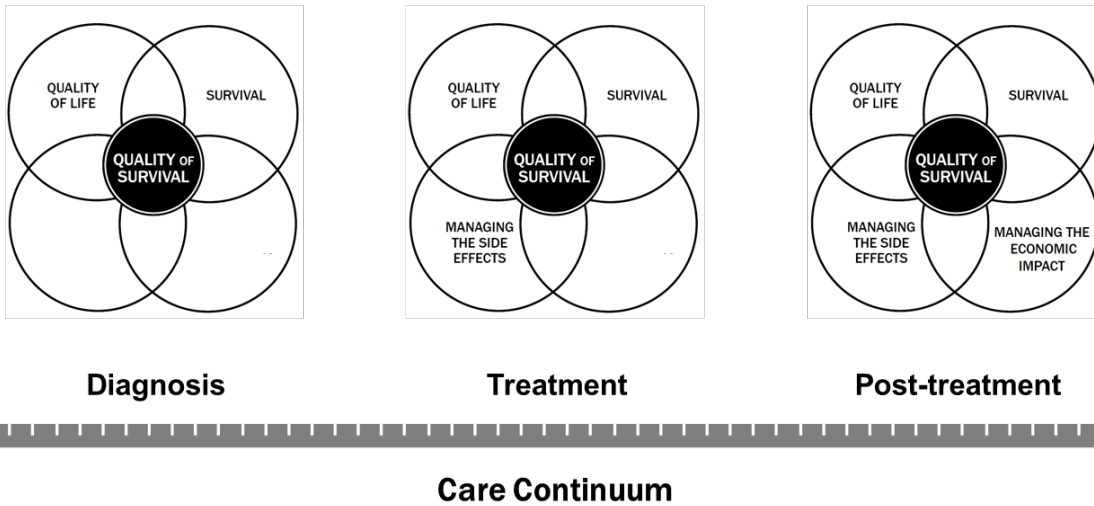 QUALITY
OF LIFE
SURVIVAL
QUALITY OF
SURVIVAL
QUALITY
OF LIFE
SURVIVAL
QUALITY OF
SURVIVAL
MANAGING
THE SIDE
EFFECTS
QUALITY
OF LIFE
SURVIVAL
QUALITY OF
SURVIVAL
MANAGING
THE SIDE
EFFECTS
MANAGING THE
ECONOMIC
IMPACT
Diagnosis
Treatment
Post-treatment
Care Continuum